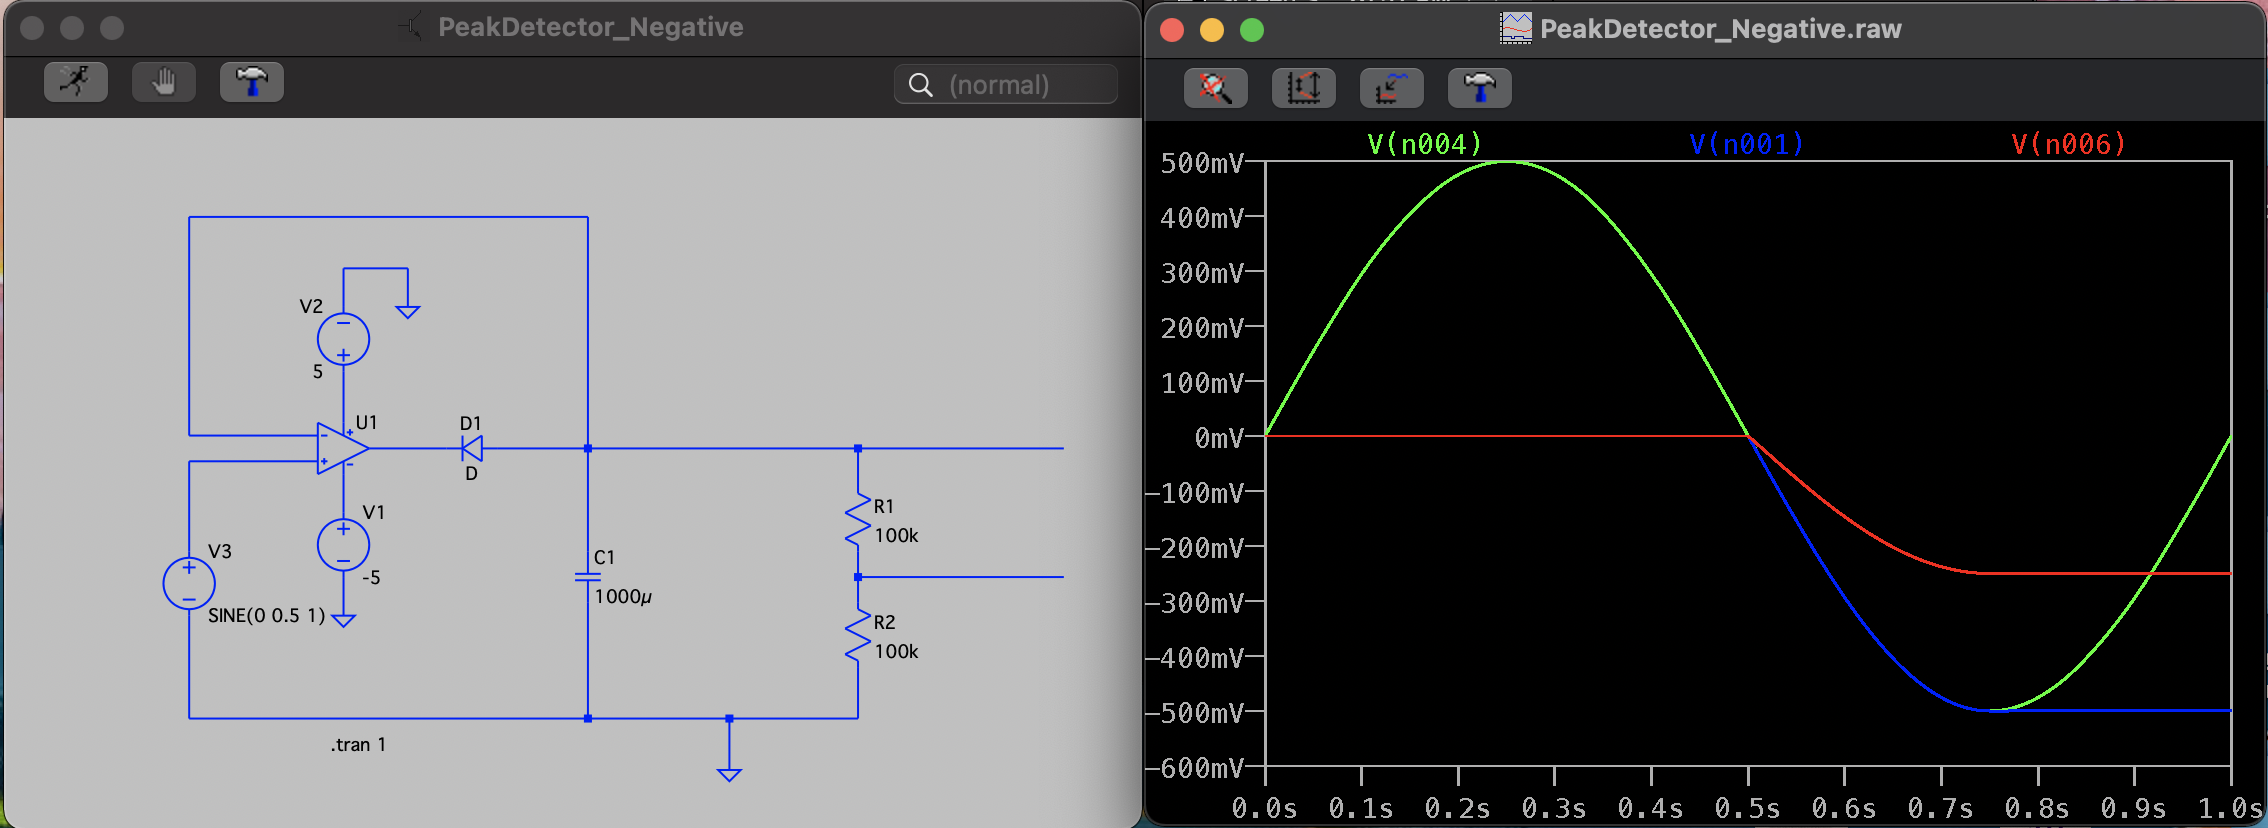 PeakDetector_Negative
(normal)
V2
5
U1
D1
D
V1
-5
V3
SINE(0 0.5 1)
C1
1000µ
R1
100k
R2
100k
.tran 1
PeakDetector_Negative.raw
V(n004) V(n001) V(n006)
500mV
400mV
300mV
200mV
100mV
0mV
-100mV
-200mV
-300mV
-400mV
-500mV
-600mV
0.0s 0.1s 0.2s 0.3s 0.4s 0.5s 0.6s 0.7s 0.8s 0.9s 1.0s